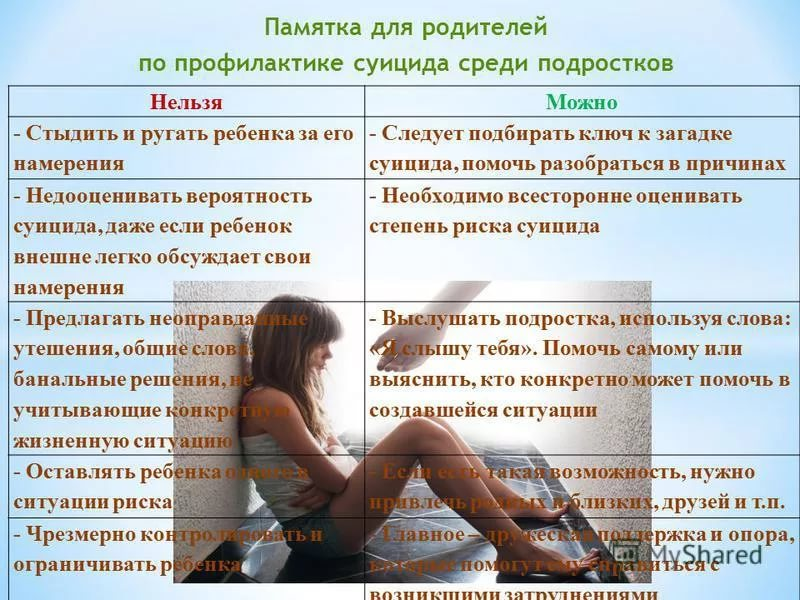 Памятка для родителей
по профилактике суицида среди подростков
Нельзя
Можно
- Стыдить и ругать ребенка за его
намерения
- Следует подбирать ключ к загадке
суицида, помочь разобраться в причинах
- Недооценивать вероятность
суицида, даже если ребенок
внешне легко обсуждает свои
намерения
- Необходимо всесторонне оценивать
степень риска суицида
- Предлагать неоправданные
утешения, общие слова,
банальные решения, не
учитывающие конкретную
жизненную ситуацию
- Выслушать подростка, используя слова:
«Я слышу тебя». Помочь самому или
выяснить, кто конкретно может помочь в
создавшейся ситуации
- Оставлять ребенка одного в
ситуации риска
- Если есть такая возможность, нужно
привлечь родных и близких, друзей и т.п.
- Чрезмерно контролировать и
ограничивать ребенка
- Главное – дружеская поддержка и опора,
которые помогут ему справиться с
возникшими затруднениями
MyShared